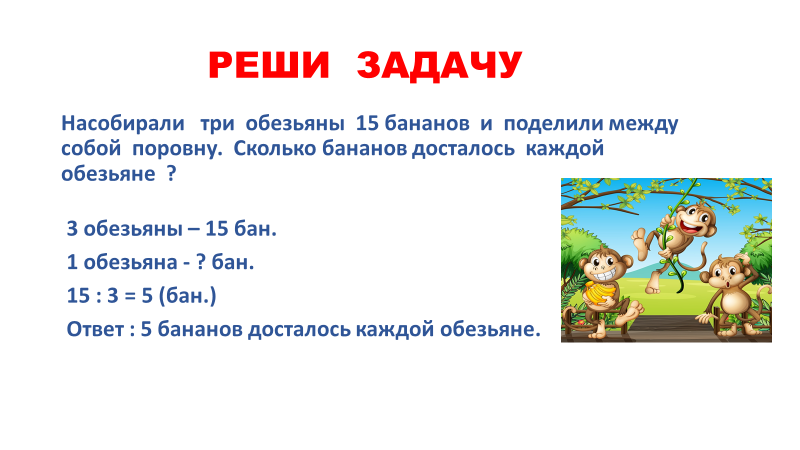 РЕШИ ЗАДАЧУ
Насобирали три обезьяны 15 бананов и поделили между
собой поровну. Сколько бананов досталось каждой
обезьяне ?
3 обезьяны – 15 бан.
1 обезьяна - ? бан.
15 : 3 = 5 (бан.)
Ответ : 5 бананов досталось каждой обезьяне.